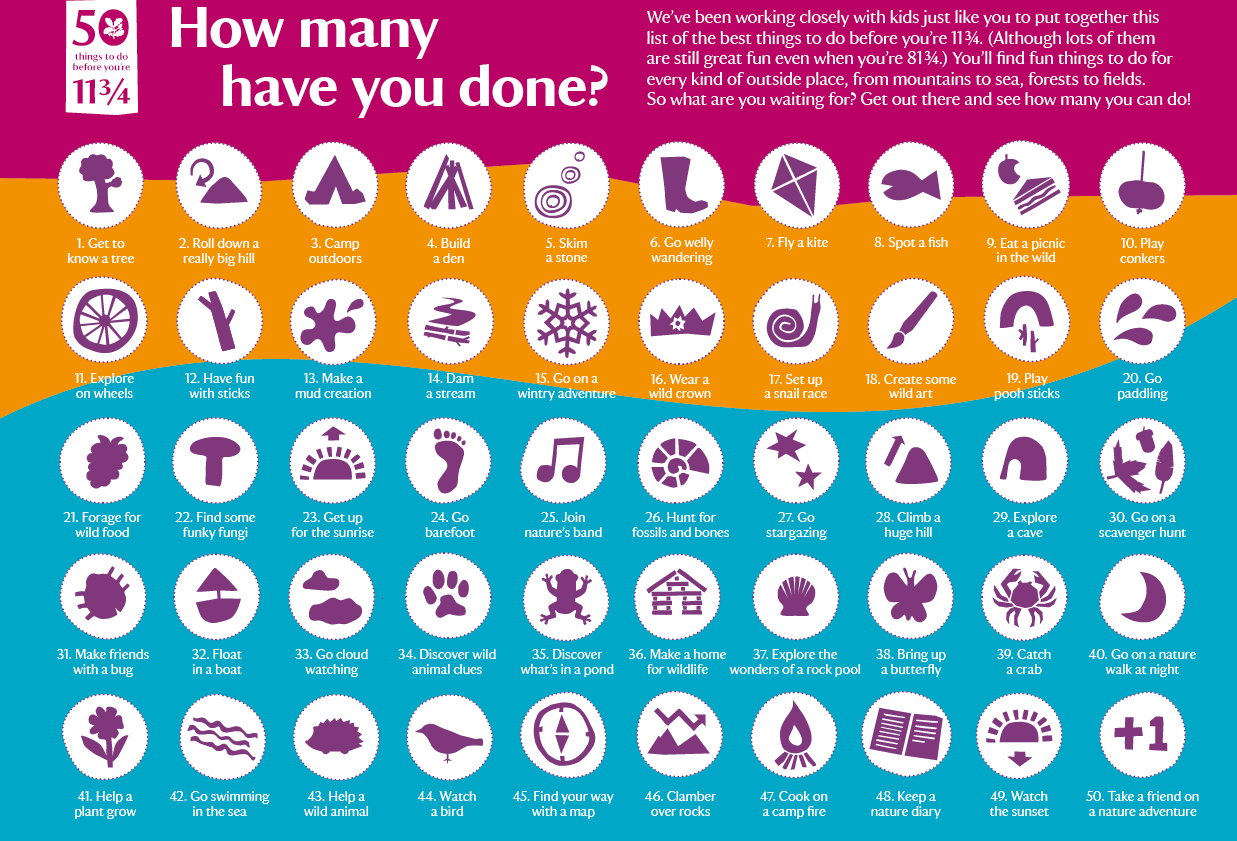 50
things to do
before you're
11¾
How many
have you done?
We've been working closely with kids just like you to put together this
list of the best things to do before you're 11¾. (Although lots of them
are still great fun even when you're 81¾.) You'll find fun things to do for
every kind of outside place, from mountains to sea, forests to fields.
So what are you waiting for? Get out there and see how many you can do!
1. Get to
know a tree
2. Roll down a
really big hill
3. Camp
outdoors
4. Build
a den
5. Skim
a stone
6. Go welly
wandering
7. Fly a kite
8. Spot a fish
9. Eat a picnic
in the wild
10. Play
conkers
11. Explore
on wheels
12. Have fun
with sticks
13. Make a
mud creation
14. Dam
a stream
15. Go on a
wintry adventure
16. Wear a
wild crown
17. Set up
a snail race
18. Create some
wild art
19. Play
pooh sticks
20. Go
paddling
21. Forage for
wild food
22. Find some
funky fungi
23. Get up
for the sunrise
24. Go
barefoot
25. Join
nature's band
26. Hunt for
fossils and bones
27. Go
stargazing
28. Climb a
huge hill
29. Explore
a cave
30. Go on a
scavenger hunt
31. Make friends
with a bug
32. Float
in a boat
33. Go cloud
watching
34. Discover wild
animal clues
35. Discover
what's in a pond
36. Make a home
for wildlife
37. Explore the
wonders of a rock pool
38. Bring up
a butterfly
39. Catch
a crab
40. Go on a nature
walk at night
+1
41. Help a
plant grow
42. Go swimming
in the sea
43. Help a
wild animal
44. Watch
a bird
45. Find your way
with a map
46. Clamber
over rocks
47. Cook on
a camp fire
48. Keep a
nature diary
49. Watch
the sunset
50. Take a friend on
a nature adventure